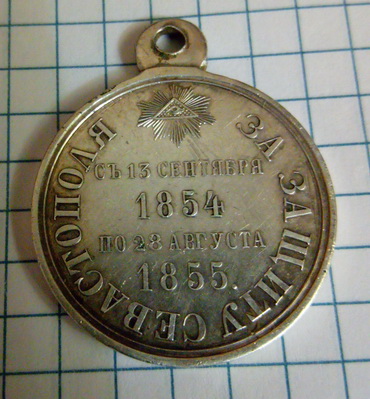 ЗА ЗАЩИТУ СЕВАСТОПОЛЯ
СЪ 13 СЕНТЯБРЯ
1854
ПО 28 АВГУСТА
1855.